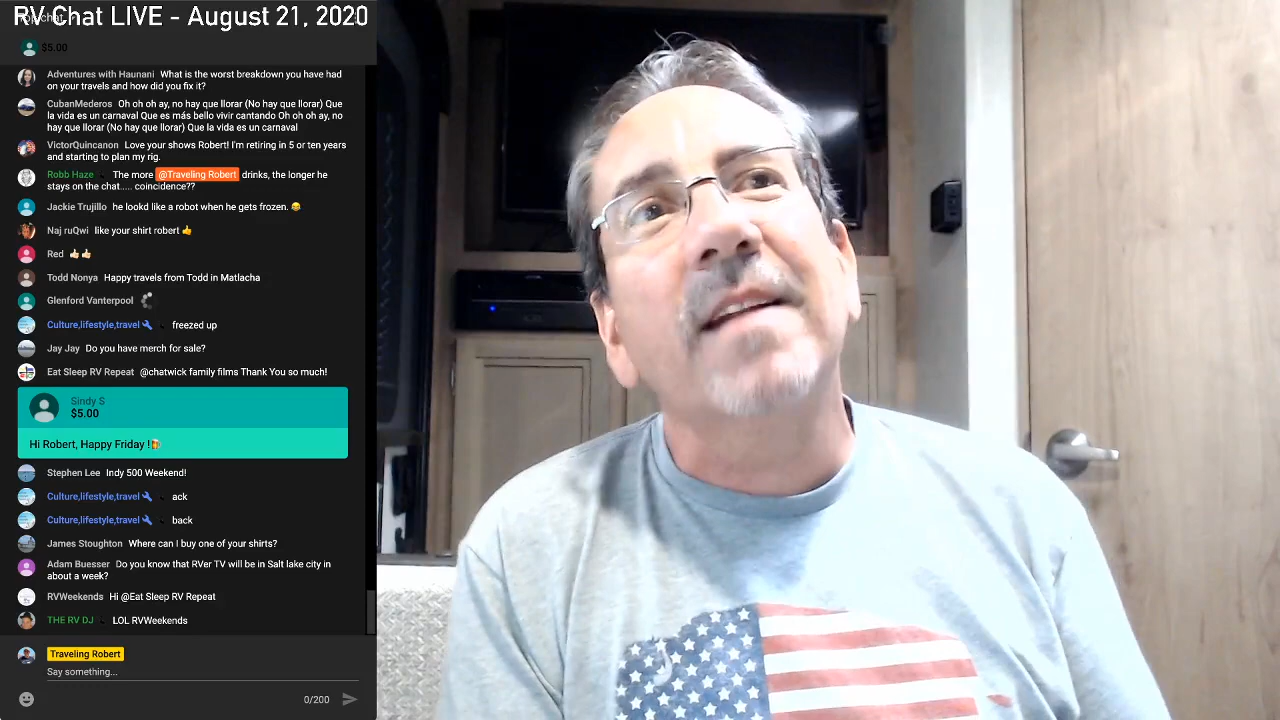 RV Chat LIVE - August 21, 2020
$5.00
Adventures with Haunani What is the worst breakdown you have had
on your travels and how did you fix it?
CubanMederos Oh oh oh ay, no hay que llorar (No hay que llorar) Que
la vida es un carnaval Que es más bello vivir cantando Oh oh oh ay, no
hay que llorar (No hay que llorar) Que la vida es un carnaval
VictorQuincanon Love your shows Robert! I'm retiring in 5 or ten years
and starting to plan my rig.
Robb Haze The more @Traveling Robert drinks, the longer he
stays on the chat..... coincidence??
Jackie Trujillo he lookd like a robot when he gets frozen. 😂
Naj ruQwi like your shirt robert 👍
Red 👍🏻👍🏻
Todd Nonya Happy travels from Todd in Matlacha
Glenford Vanterpool
Culture,lifestyle,travel freezed up
Jay Jay Do you have merch for sale?
Eat Sleep RV Repeat @chatwick family films Thank You so much!
Sindy S
$5.00
Hi Robert, Happy Friday !🍻
Stephen Lee Indy 500 Weekend!
Culture,lifestyle,travel ack
Culture,lifestyle,travel back
James Stoughton Where can I buy one of your shirts?
Adam Buesser Do you know that RVer TV will be in Salt lake city in
about a week?
RVWeekends Hi @Eat Sleep RV Repeat
THE RV DJ LOL RVWeekends
Traveling Robert
Say something...
0/200